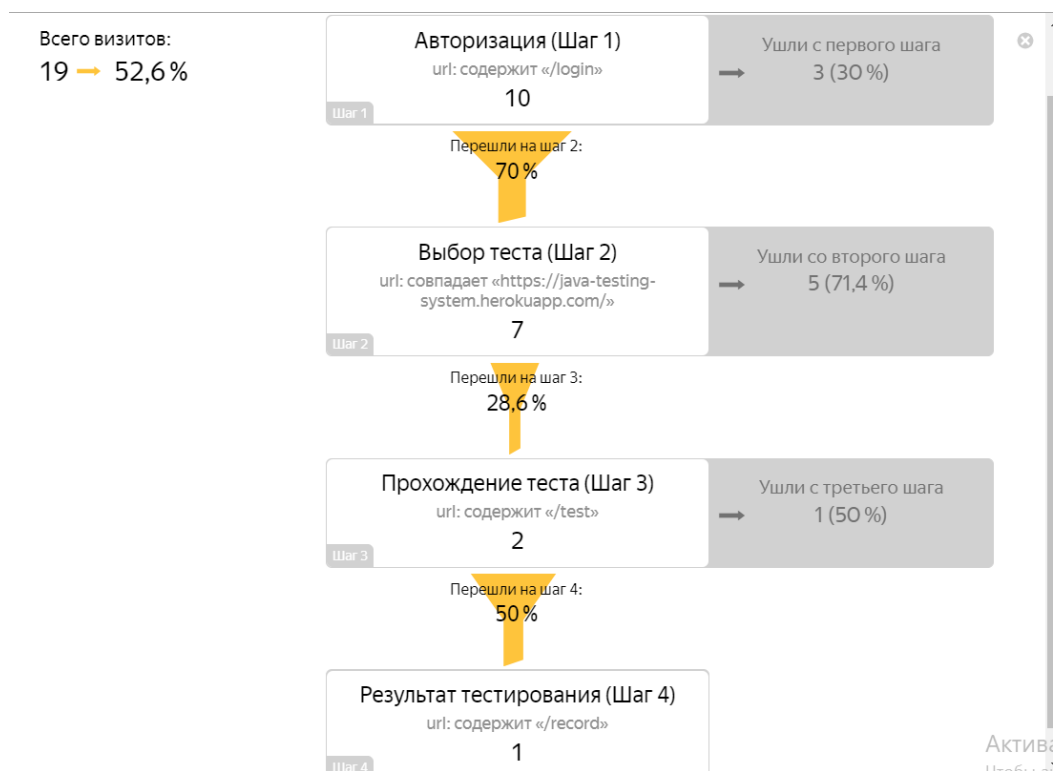 Всего визитов:
19 → 52,6 %
Авторизация (Шаг 1)
url: содержит «/login»
10
Шаг 1
Ушли с первого шага
3 (30 %)
Перешли на шаг 2:
70 %
Выбор теста (Шаг 2)
url: совпадает «https://java-testing-
system.herokuapp.com/»
7
Шаг 2
Ушли со второго шага
5 (71,4 %)
Перешли на шаг 3:
28,6 %
Прохождение теста (Шаг 3)
url: содержит «/test»
2
Шаг 3
Ушли с третьего шага
1 (50 %)
Перешли на шаг 4:
50 %
Результат тестирования (Шаг 4)
url: содержит «/record»
1
Шаг 4
Актива